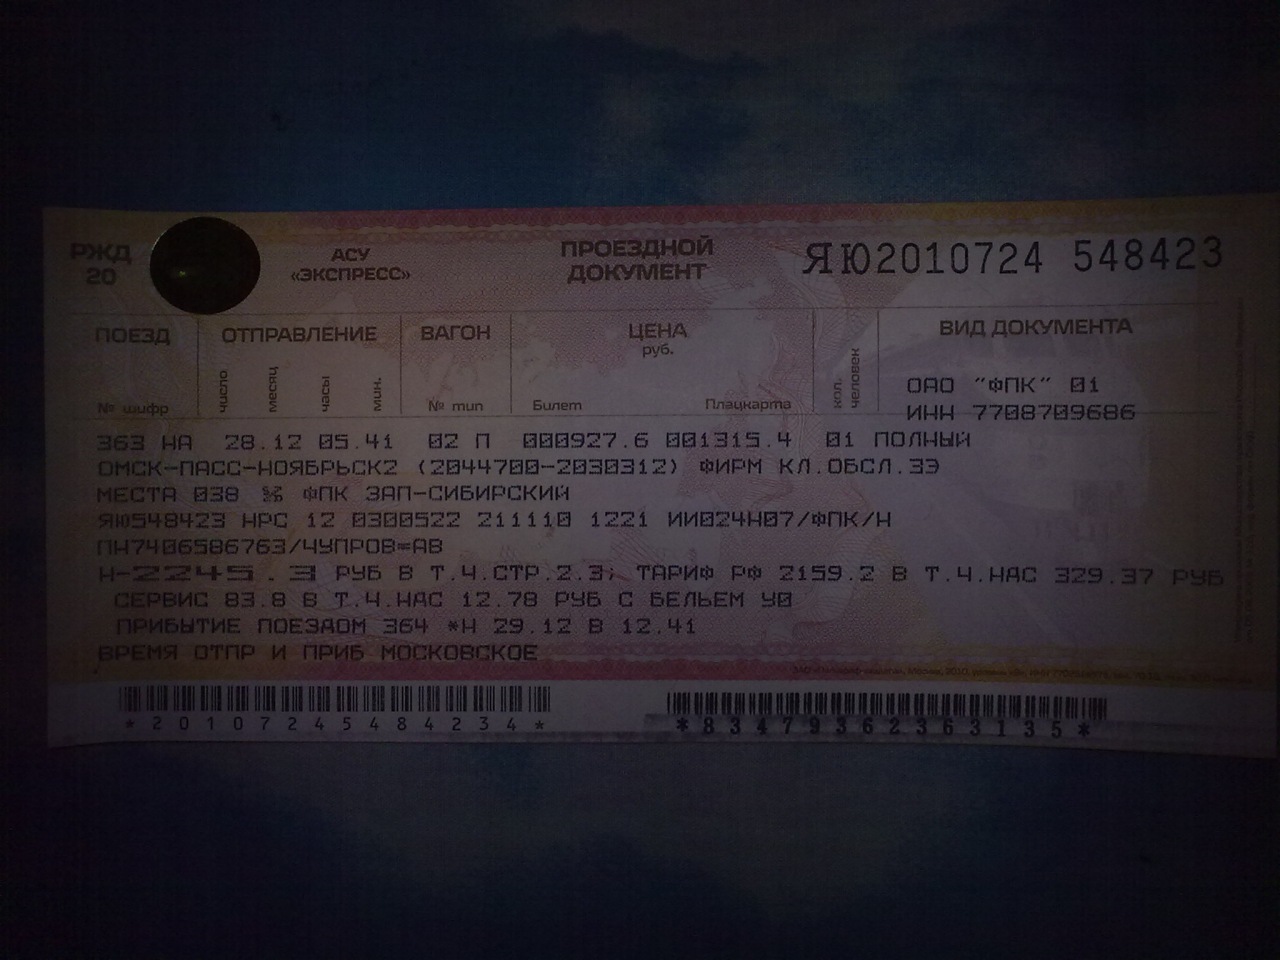 РЖД
20
АСУ
«ЭКСПРЕСС»
ПРОЕЗДНОЙ
ДОКУМЕНТ
ЯЮ2010724 548423
ПОЕЗД ОТПРАВЛЕНИЕ ВАГОН ЦЕНА ВИД ДОКУМЕНТА
руб.
число месяц часы мин. кол. человек
№ шифр № тип Билет Плацкарта
ОАО "ФПК" 01
ИНН 7708709686
363 НА 28.12 05.41 02 П 000927.6 001315.4 01 ПОЛНЫЙ
ОМСК-ПАСС-НОЯБРЬСК2 (2044700-2030312) ФИРМ КЛ.ОБСЛ.3Э
МЕСТА 038 ФПК ЗАП-СИБИРСКИЙ
ЯЮ548423 НРС 12 0300522 211110 1221 ИИ024Н07/ФПК/Н
ПН7406586763/ЧУПРОВ=АВ
Н-2245.3 РУБ В Т.Ч.СТР.2.3; ТАРИФ РФ 2159.2 В Т.Ч.НДС 329.37 РУБ
СЕРВИС 83.8 В Т.Ч.НДС 12.78 РУБ С БЕЛЬЕМ У0
ПРИБЫТИЕ ПОЕЗДОМ 364 *Н 29.12 В 12.41
ВРЕМЯ ОТПР И ПРИБ МОСКОВСКОЕ
*20107245484234*
*83479362363135*